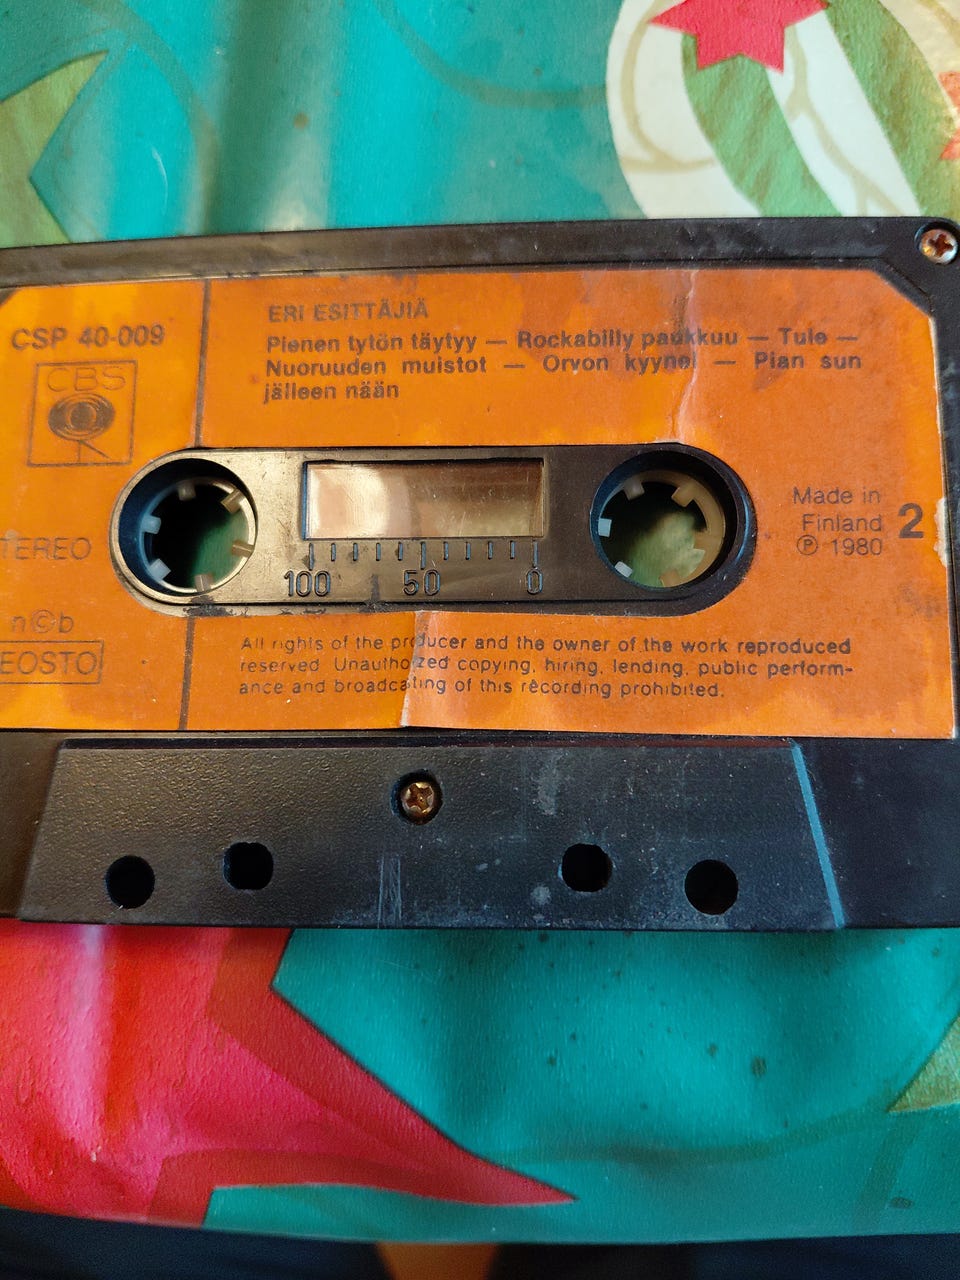 CSP 40-009
CBS
TEREO
n©b
EOSTO
ERI ESITTÄJIÄ
Pienen tytön täytyy — Rockabilly paukkuu — Tule —
Nuoruuden muistot — Orvon kyynel — Pian sun
jälleen nään
100 50 0
Made in
Finland
℗ 1980
2
All rights of the producer and the owner of the work reproduced
reserved. Unauthorized copying, hiring, lending, public perform-
ance and broadcasting of this recording prohibited.